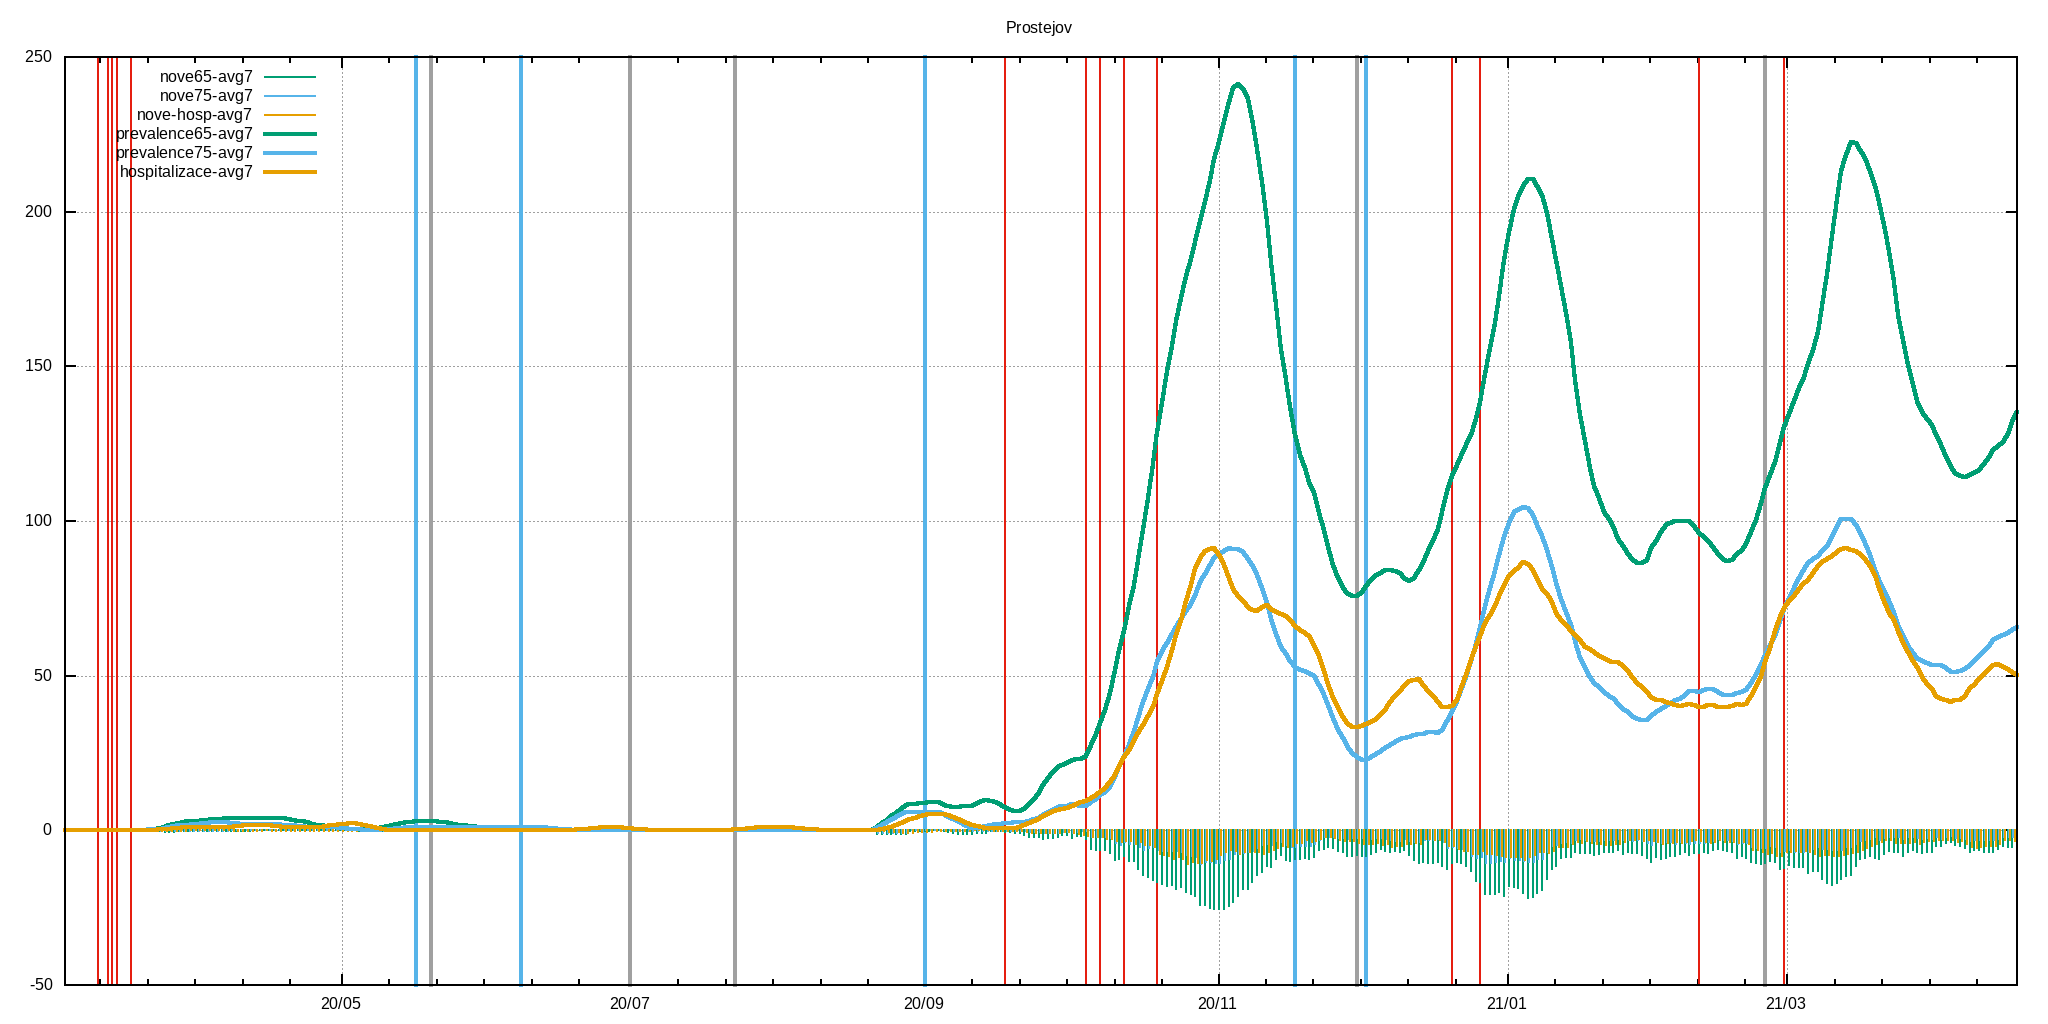 Prostejov
nove65-avg7
nove75-avg7
nove-hosp-avg7
prevalence65-avg7
prevalence75-avg7
hospitalizace-avg7
250
200
150
100
50
0
-50
20/05 20/07 20/09 20/11 21/01 21/03